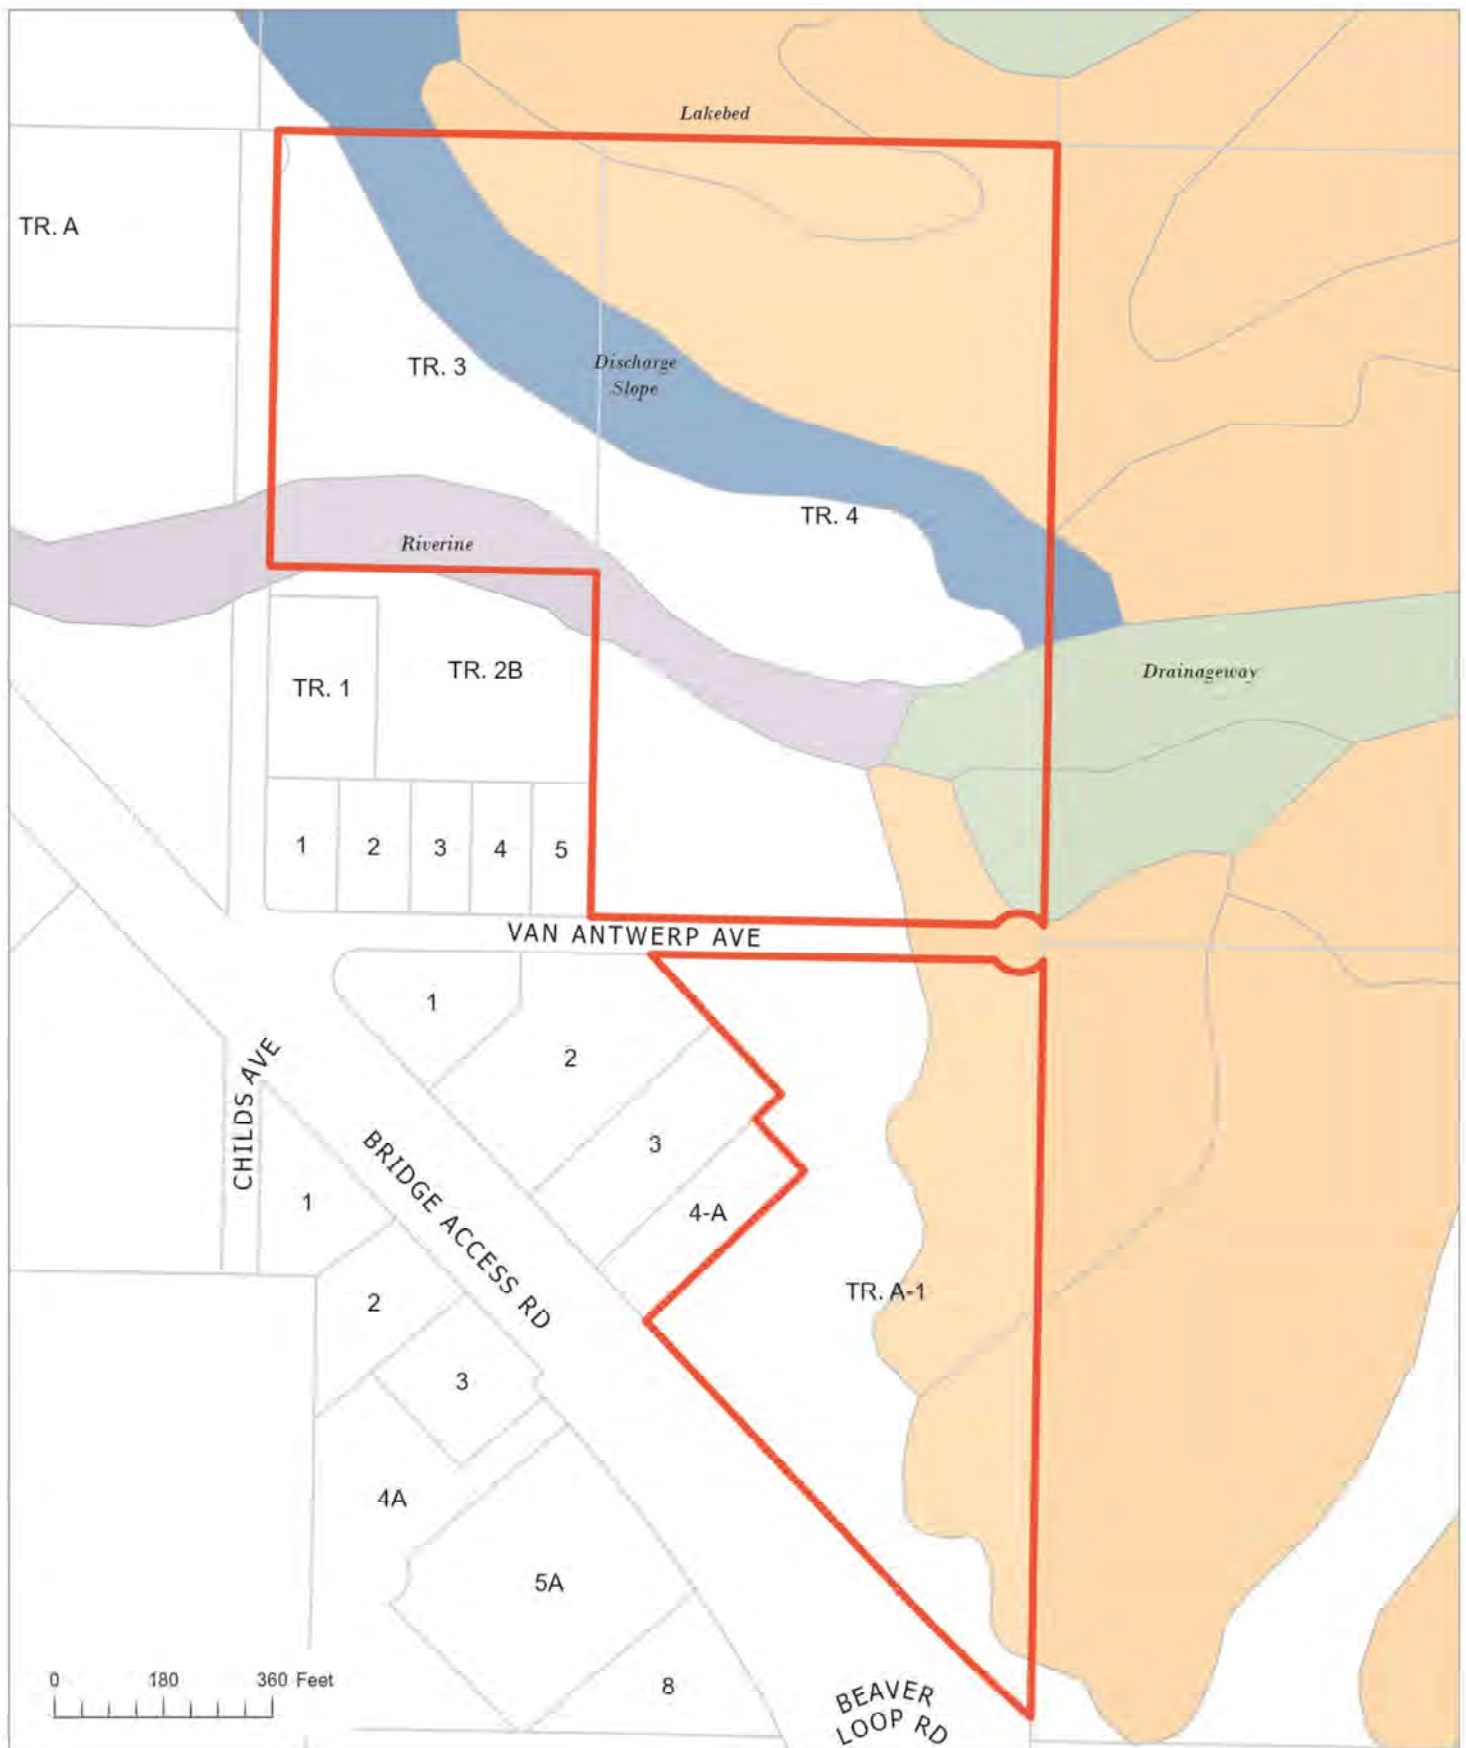 Lakebed
TR. A
TR. 3
Discharge
Slope
TR. 4
Riverine
TR. 1
TR. 2B
Drainageway
1
2
3
4
5
VAN ANTWERP AVE
1
2
3
4-A
CHILDS AVE
BRIDGE ACCESS RD
1
2
3
TR. A-1
4A
5A
8
0 180 360 Feet
BEAVER
LOOP RD